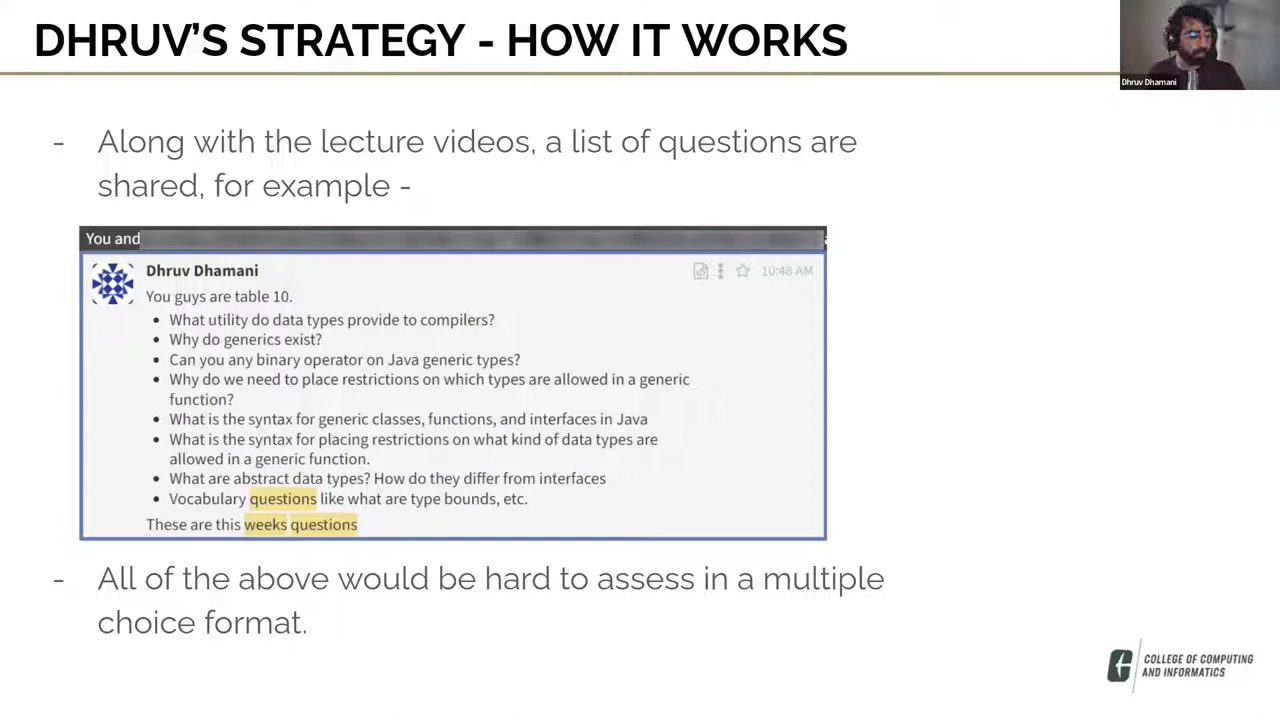 DHRUV'S STRATEGY - HOW IT WORKS
Dhruv Dhamani
- Along with the lecture videos, a list of questions are
shared, for example -
You and
Dhruv Dhamani
10:48 AM
You guys are table 10.
• What utility do data types provide to compilers?
• Why do generics exist?
• Can you any binary operator on Java generic types?
• Why do we need to place restrictions on which types are allowed in a generic
function?
• What is the syntax for generic classes, functions, and interfaces in Java
• What is the syntax for placing restrictions on what kind of data types are
allowed in a generic function.
• What are abstract data types? How do they differ from interfaces
• Vocabulary questions like what are type bounds, etc.
These are this weeks questions
- All of the above would be hard to assess in a multiple
choice format.
COLLEGE OF COMPUTING
AND INFORMATICS